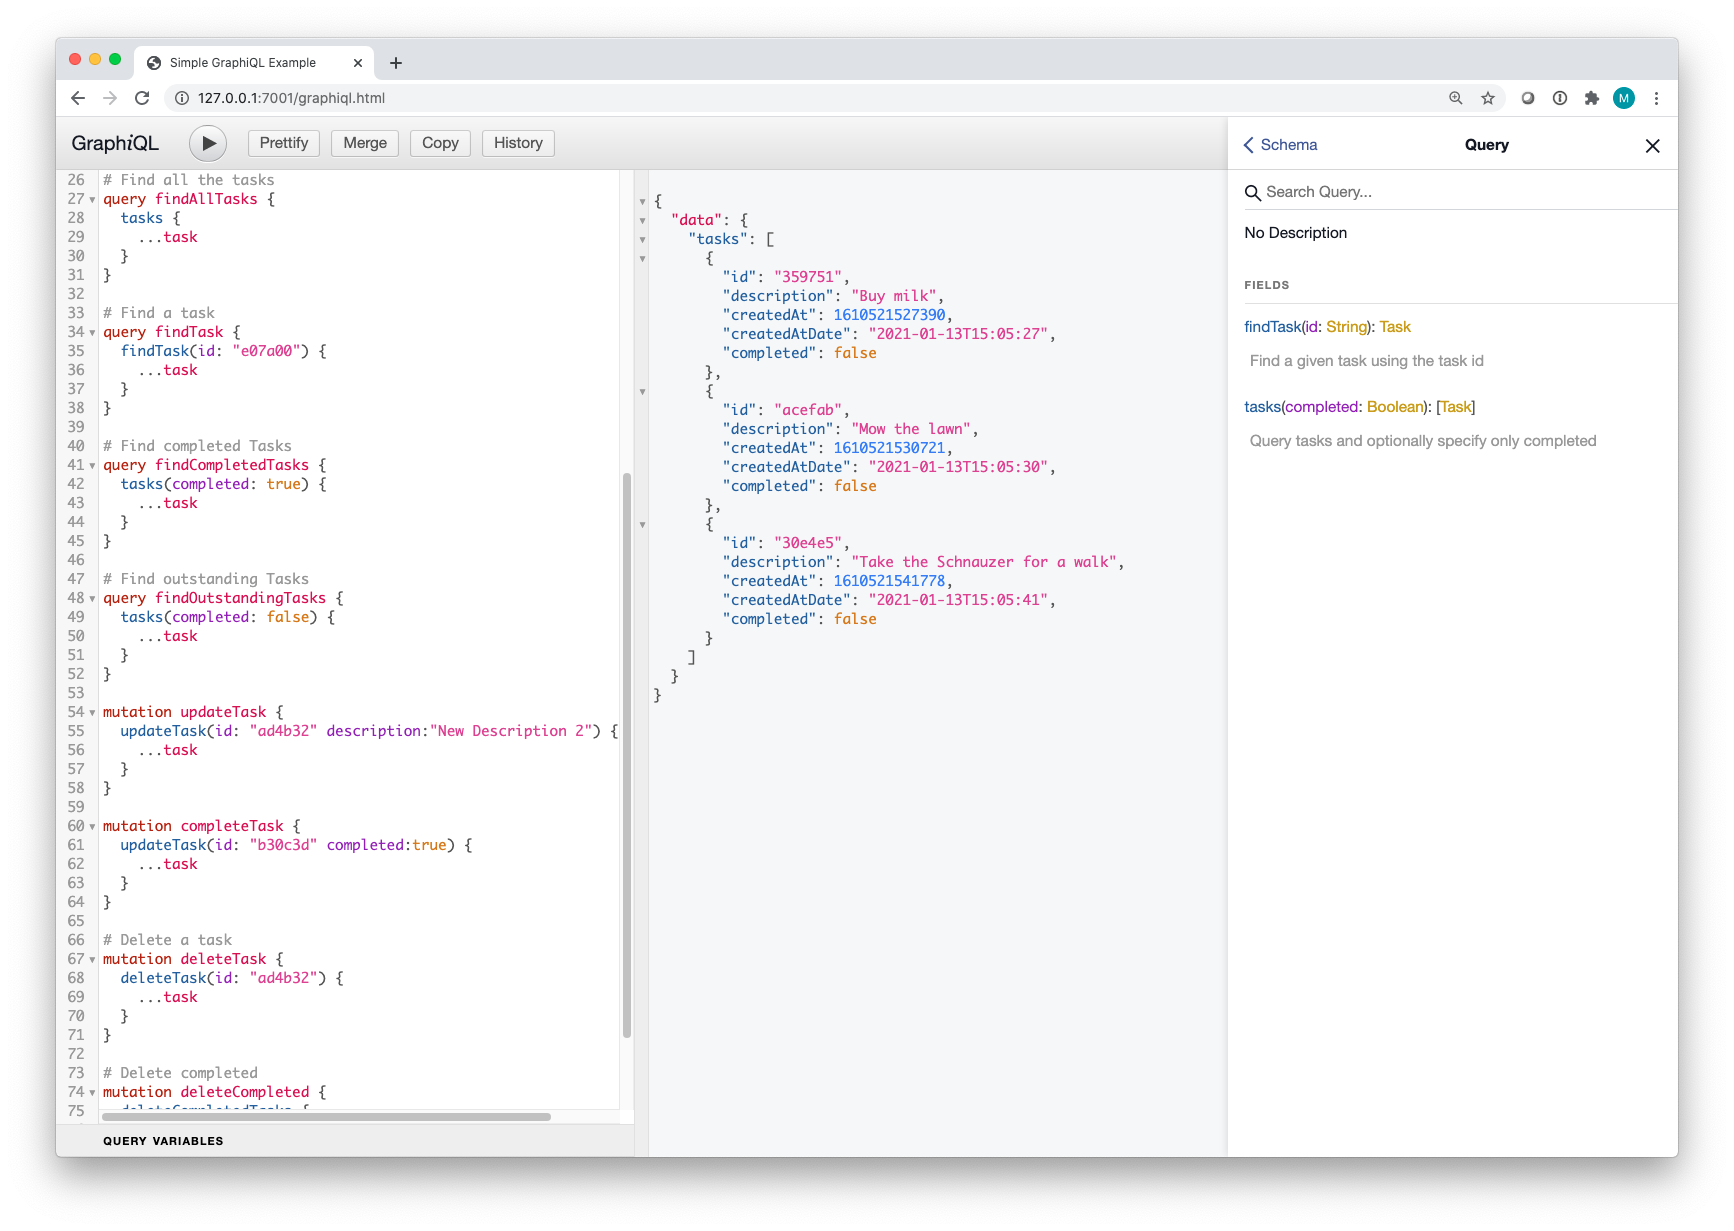 Simple GraphiQL Example
127.0.0.1:7001/graphiql.html
M
GraphiQL
Prettify
Merge
Copy
History
26 # Find all the tasks
27 query findAllTasks {
28 tasks {
29 ...task
30 }
31 }
32
33 # Find a task
34 query findTask {
35 findTask(id: "e07a00") {
36 ...task
37 }
38 }
39
40 # Find completed Tasks
41 query findCompletedTasks {
42 tasks(completed: true) {
43 ...task
44 }
45 }
46
47 # Find outstanding Tasks
48 query findOutstandingTasks {
49 tasks(completed: false) {
50 ...task
51 }
52 }
53
54 mutation updateTask {
55 updateTask(id: "ad4b32" description:"New Description 2") {
56 ...task
57 }
58 }
59
60 mutation completeTask {
61 updateTask(id: "b30c3d" completed:true) {
62 ...task
63 }
64 }
65
66 # Delete a task
67 mutation deleteTask {
68 deleteTask(id: "ad4b32") {
69 ...task
70 }
71 }
72
73 # Delete completed
74 mutation deleteCompleted {
75 deleteCompletedTasks {
QUERY VARIABLES
{
"data": {
"tasks": [
{
"id": "359751",
"description": "Buy milk",
"createdAt": 1610521527390,
"createdAtDate": "2021-01-13T15:05:27",
"completed": false
},
{
"id": "acefab",
"description": "Mow the lawn",
"createdAt": 1610521530721,
"createdAtDate": "2021-01-13T15:05:30",
"completed": false
},
{
"id": "30e4e5",
"description": "Take the Schnauzer for a walk",
"createdAt": 1610521541778,
"createdAtDate": "2021-01-13T15:05:41",
"completed": false
}
]
}
}
Schema
Query
Search Query...
No Description
FIELDS
findTask(id: String): Task
Find a given task using the task id
tasks(completed: Boolean): [Task]
Query tasks and optionally specify only completed